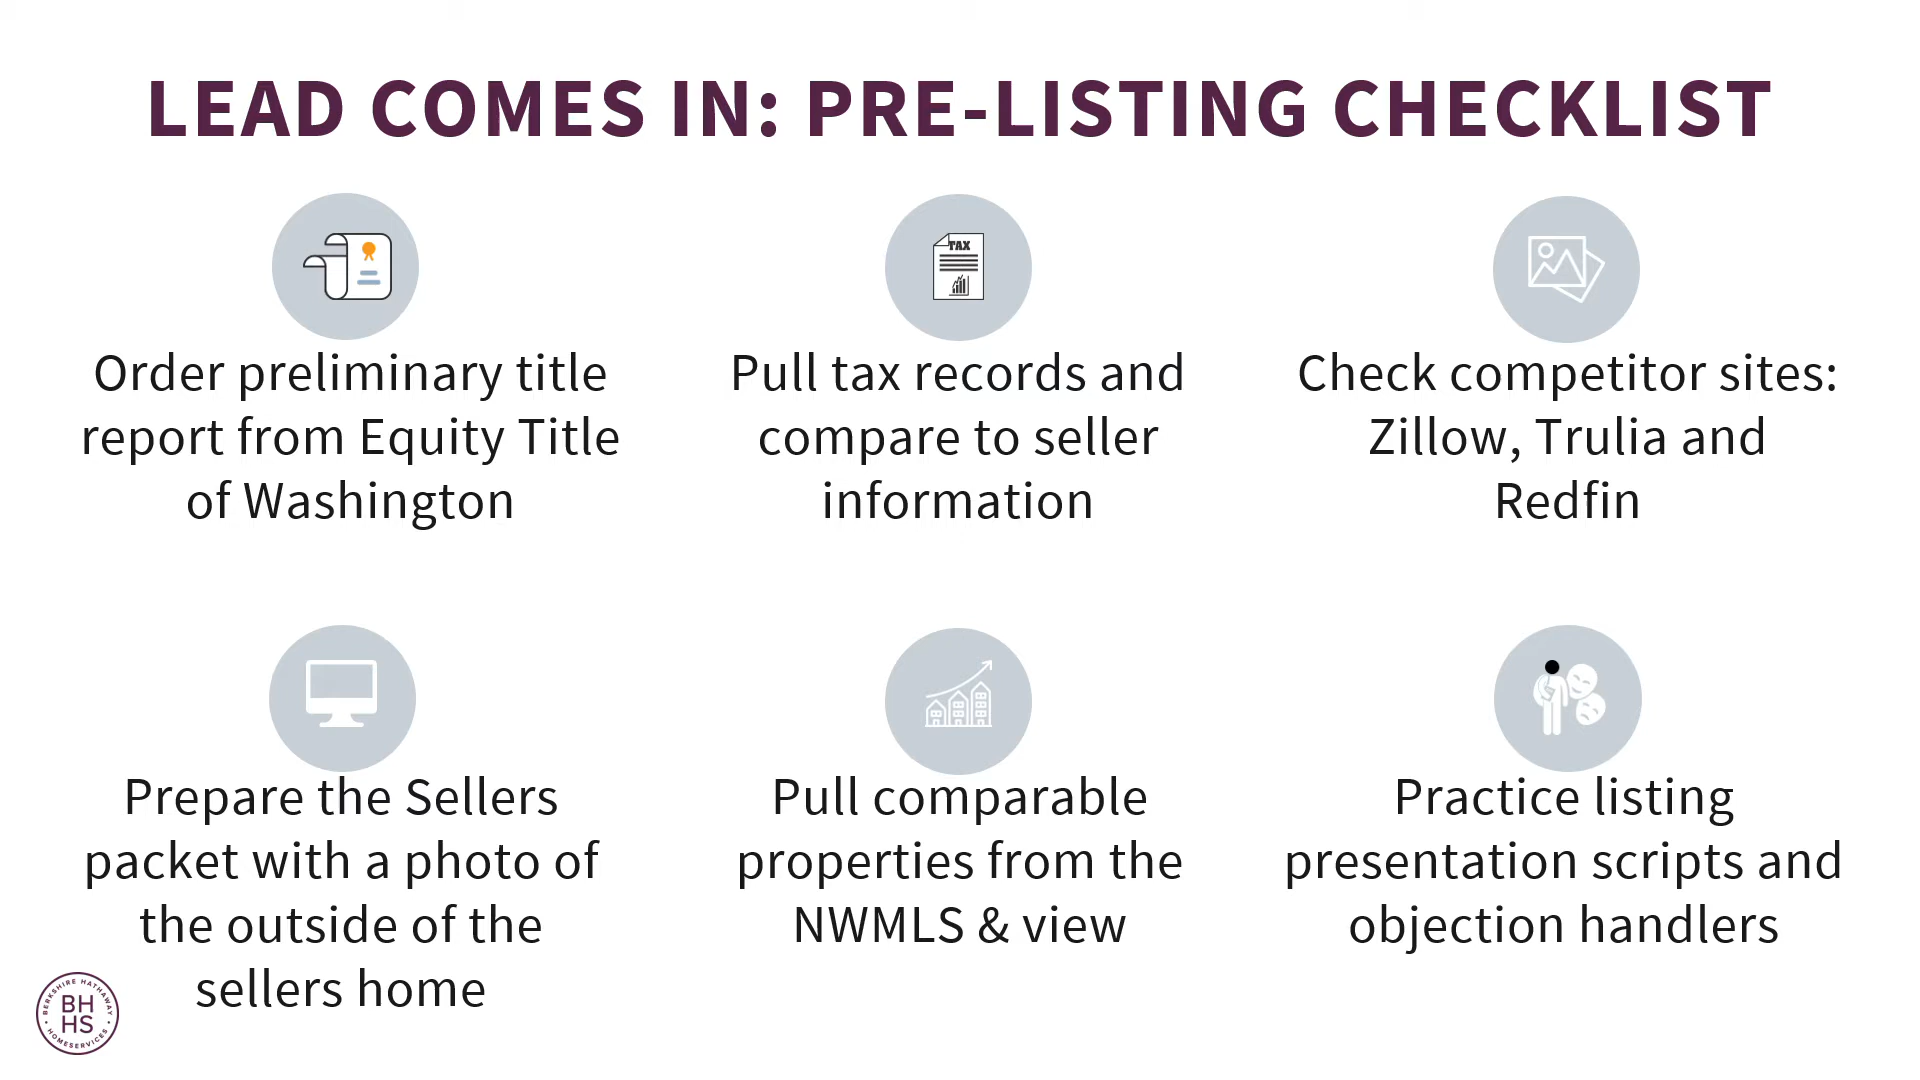 LEAD COMES IN: PRE-LISTING CHECKLIST
TAX
Order preliminary title
report from Equity Title
of Washington
Pull tax records and
compare to seller
information
Check competitor sites:
Zillow, Trulia and
Redfin
Prepare the Sellers
packet with a photo of
the outside of the
sellers home
Pull comparable
properties from the
NWMLS & view
Practice listing
presentation scripts and
objection handlers
BERKSHIRE HATHAWAY
BH
HS
HOMESERVICES